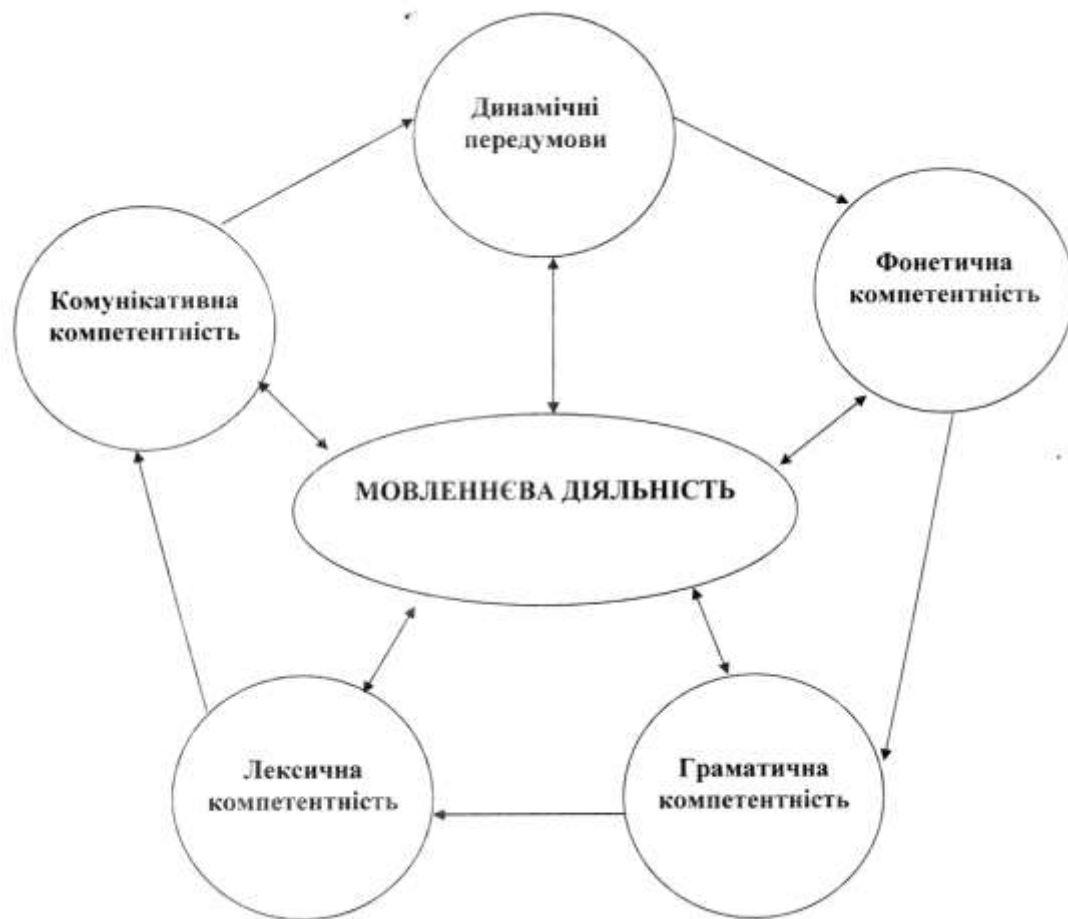 Динамічні
передумови
Фонетична
компетентність
Комунікативна
компетентність
МОВЛЕННЄВА ДІЯЛЬНІСТЬ
Лексична
компетентність
Граматична
компетентність